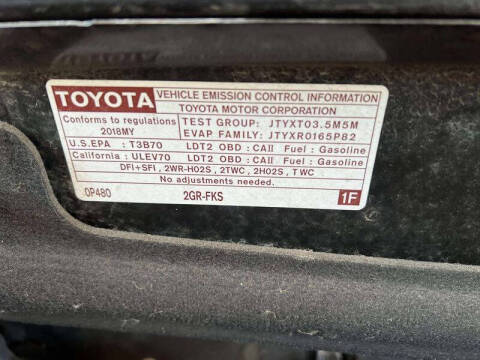 TOYOTA VEHICLE EMISSION CONTROL INFORMATION
TOYOTA MOTOR CORPORATION
Conforms to regulations
2018MY
TEST GROUP: JTYXT03.5M5M
EVAP FAMILY: JTYXR0165P82
U.S.EPA : T3B70 LDT2 OBD : CAII Fuel : Gasoline
California : ULEV70 LDT2 OBD : CAII Fuel : Gasoline
DFI+SFI , 2WR-HO2S , 2TWC , 2HO2S , TWC
No adjustments needed.
0P480 2GR-FKS 1F